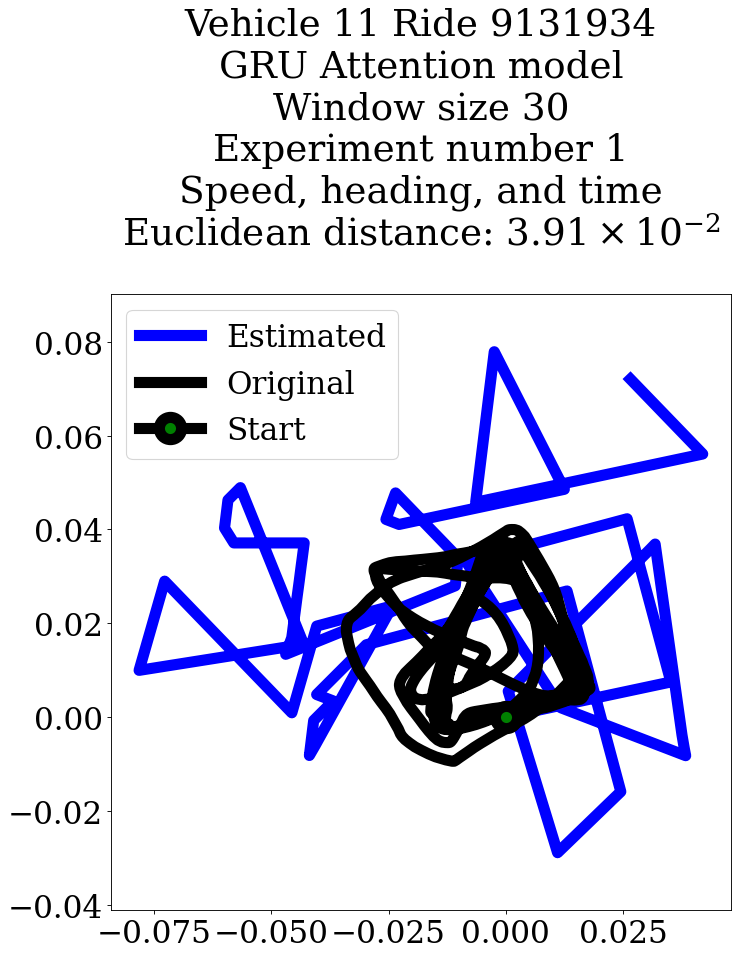 Vehicle 11 Ride 9131934
GRU Attention model
Window size 30
Experiment number 1
Speed, heading, and time
Euclidean distance: 3.91 × 10⁻²
Estimated
Original
Start
0.08
0.06
0.04
0.02
0.00
−0.02
−0.04
−0.075 −0.050 −0.025 0.000 0.025